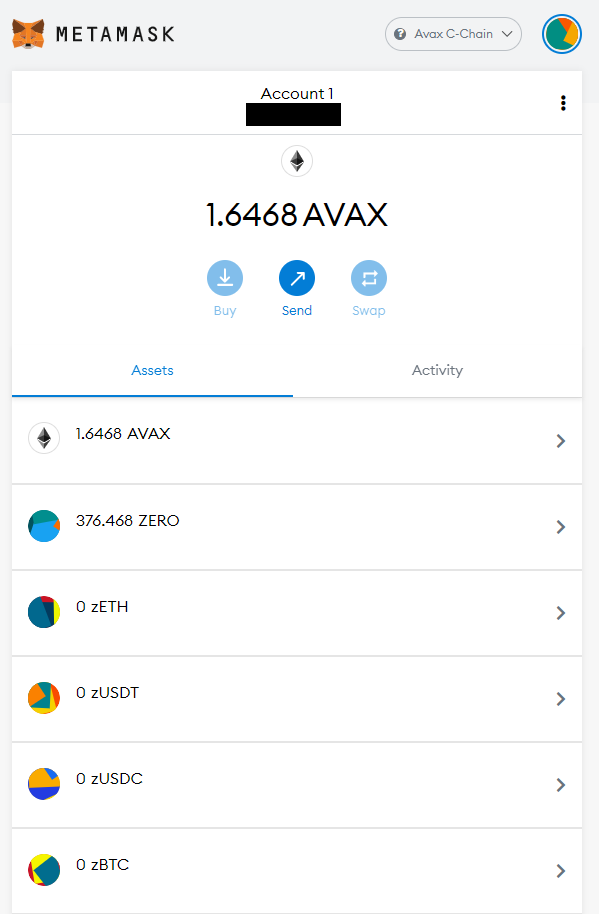 METAMASK
Avax C-Chain
Account 1
1.6468 AVAX
Buy
Send
Swap
Assets
Activity
1.6468 AVAX
376.468 ZERO
0 zETH
0 zUSDT
0 zUSDC
0 zBTC